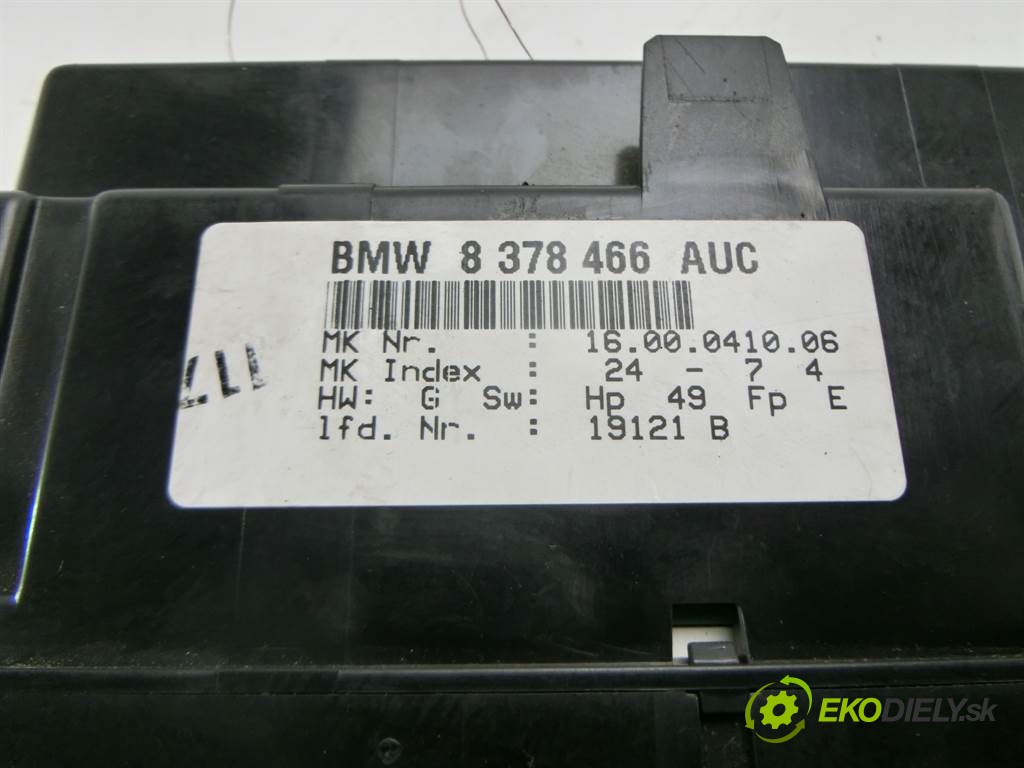 BMW 8 378 466 AUC
MK Nr. : 16.00.0410.06
MK Index : 24 - 7 4
HW: G Sw: Hp 49 Fp E
lfd. Nr. : 19121 B
EKODIELY.sk